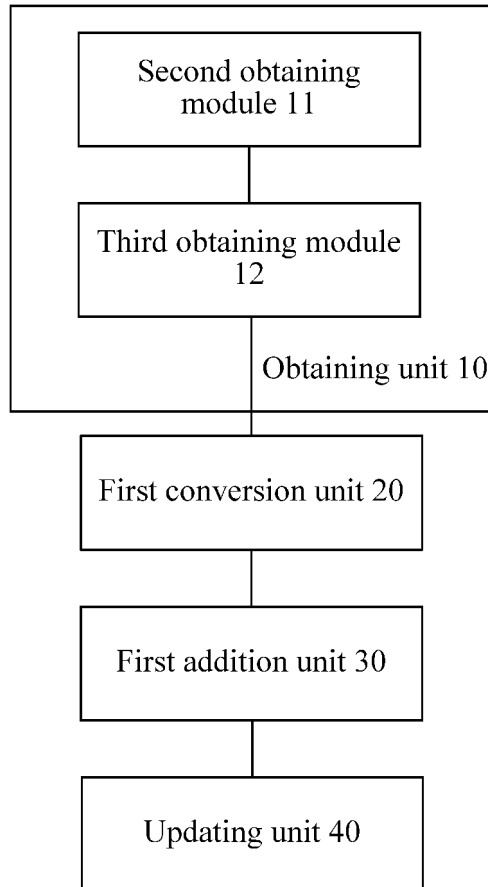 Second obtaining
module 11
Third obtaining module
12
Obtaining unit 10
First conversion unit 20
First addition unit 30
Updating unit 40